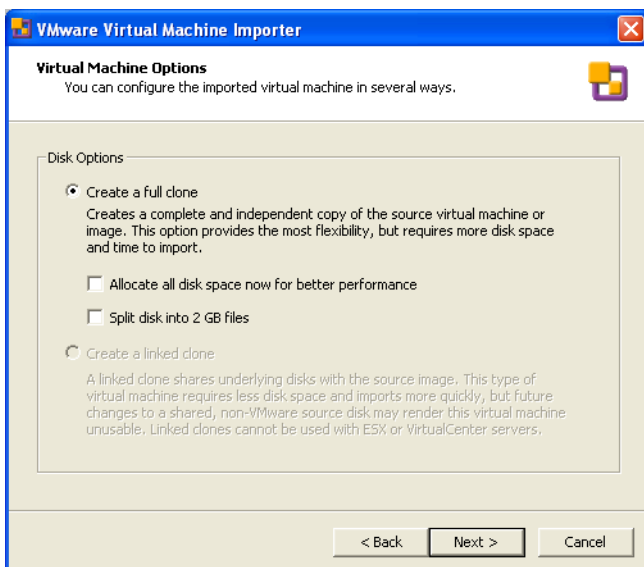 VMware Virtual Machine Importer
Virtual Machine Options
You can configure the imported virtual machine in several ways.
Disk Options
Create a full clone
Creates a complete and independent copy of the source virtual machine or
image. This option provides the most flexibility, but requires more disk space
and time to import.
Allocate all disk space now for better performance
Split disk into 2 GB files
Create a linked clone
A linked clone shares underlying disks with the source image. This type of
virtual machine requires less disk space and imports more quickly, but future
changes to a shared, non-VMware source disk may render this virtual machine
unusable. Linked clones cannot be used with ESX or VirtualCenter servers.
< Back Next > Cancel